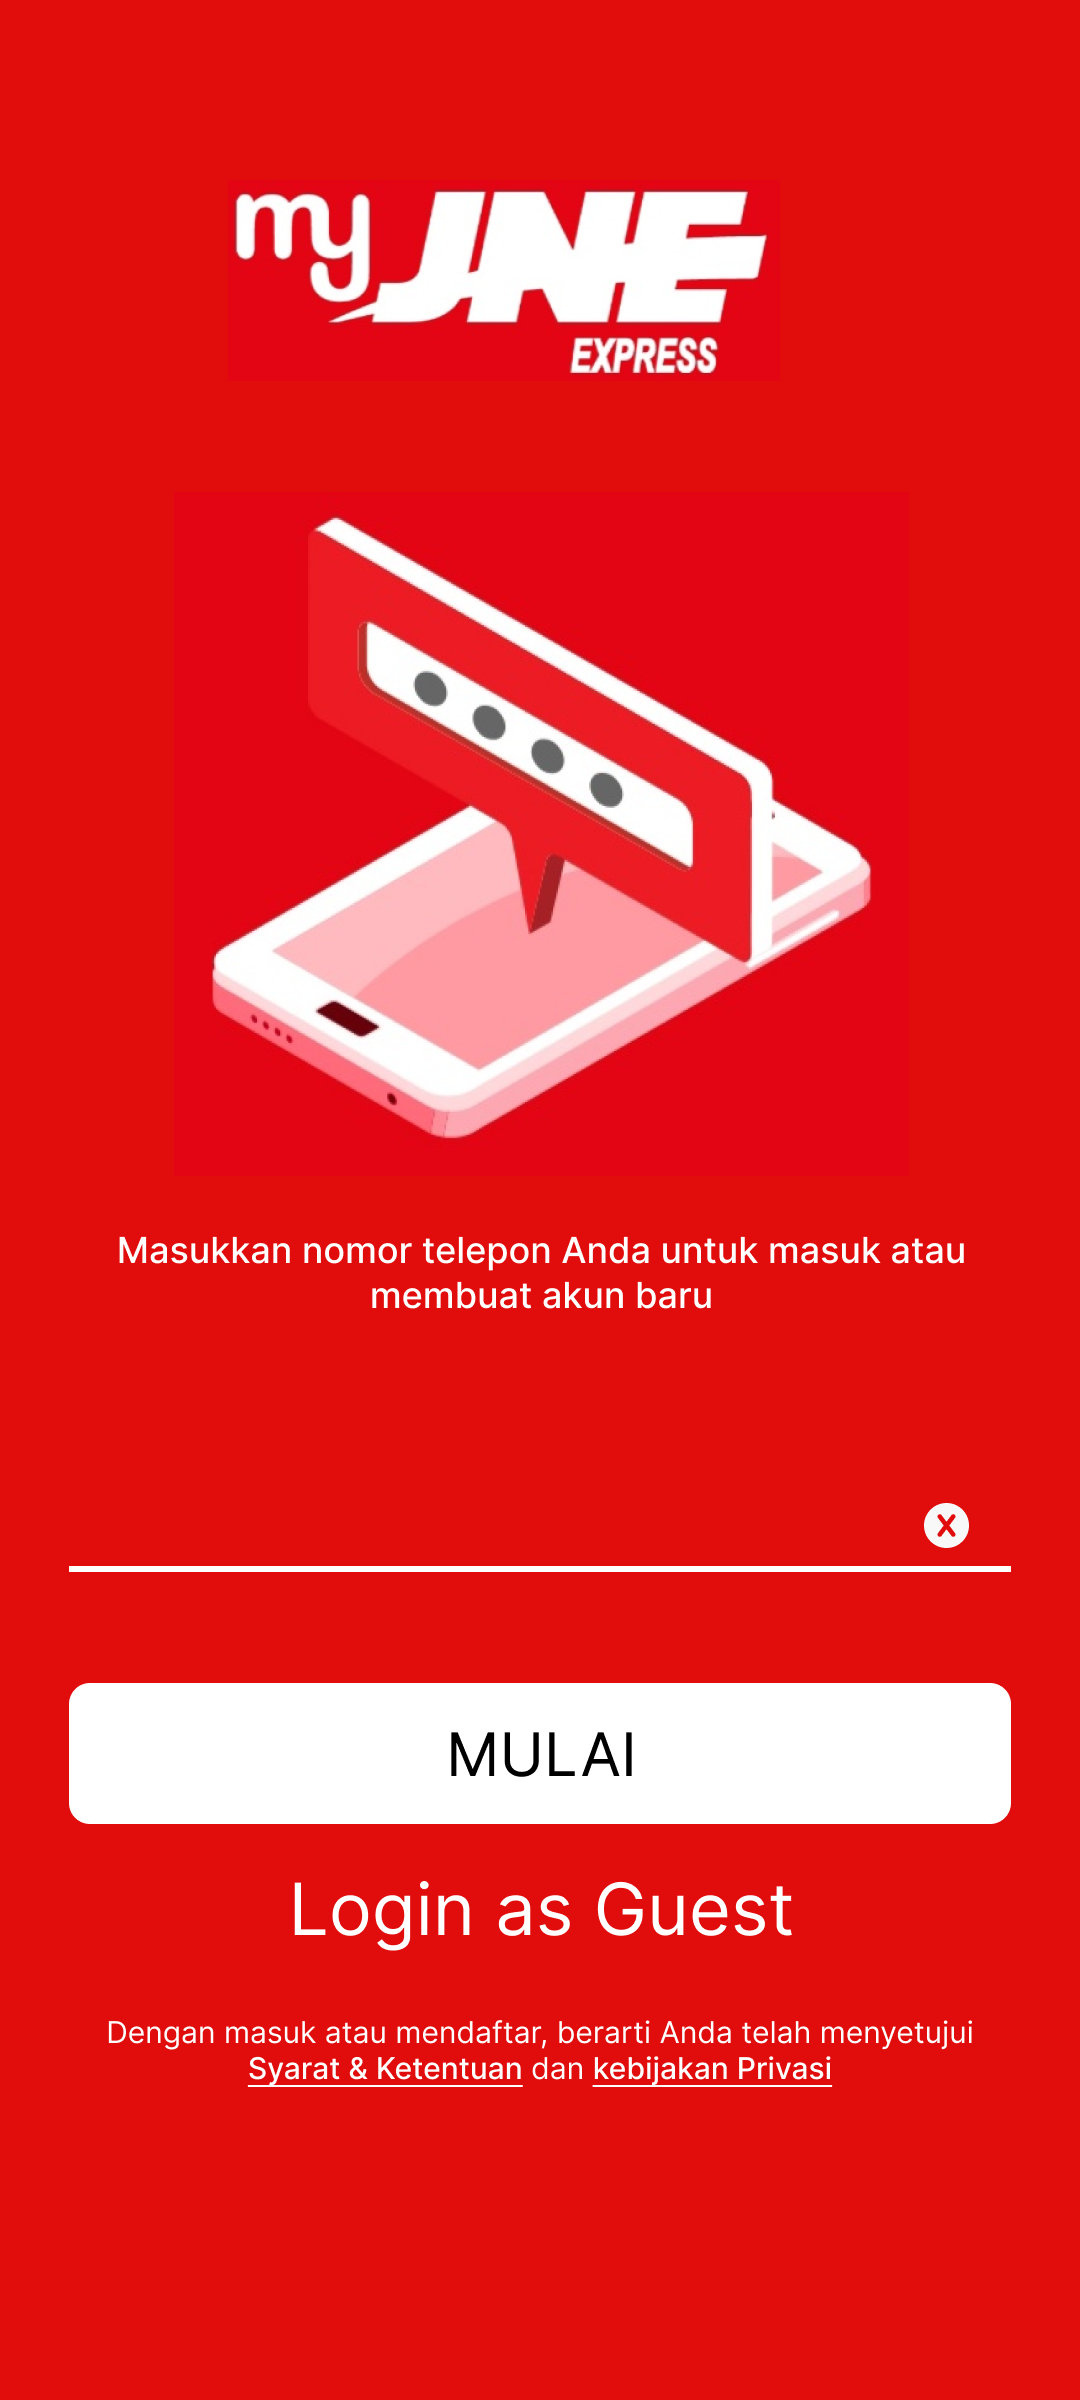 my JNE
EXPRESS
Masukkan nomor telepon Anda untuk masuk atau
membuat akun baru
X
MULAI
Login as Guest
Dengan masuk atau mendaftar, berarti Anda telah menyetujui
Syarat & Ketentuan dan kebijakan Privasi